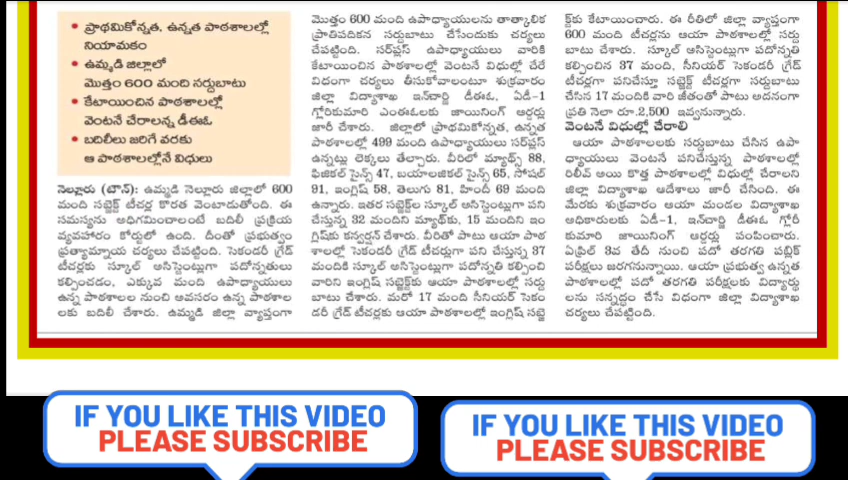 • ప్రాథమికోన్నత, ఉన్నత పాఠశాలల్లో
నియామకం
• ఉమ్మడి జిల్లాలో
మొత్తం 600 మంది సర్దుబాటు
• కేటాయించిన పాఠశాలల్లో
వెంటనే చేరాలన్న డీఈఓ
• బదిలీలు జరిగే వరకు
ఆ పాఠశాలల్లోనే విధులు
నెల్లూరు (టౌన్): ఉమ్మడి నెల్లూరు జిల్లాలో 600
మంది సబ్జెక్ట్ టీచర్ల కొరత వెంటాడుతోంది. ఈ
సమస్యను అధిగమించాలంటే బదిలీ ప్రక్రియ
వ్యవహారం కోర్టులో ఉంది. దీంతో ప్రభుత్వం
ప్రత్యామ్నాయ చర్యలు చేపట్టింది. సెకండరీ గ్రేడ్
టీచర్లకు స్కూల్ అసిస్టెంట్లుగా పదోన్నతులు
కల్పించడం, ఎక్కువ మంది ఉపాధ్యాయులు
ఉన్న పాఠశాలల నుంచి అవసరం ఉన్న పాఠశాల
లకు బదిలీ చేశారు. ఉమ్మడి జిల్లా వ్యాప్తంగా
మొత్తం 600 మంది ఉపాధ్యాయులను తాత్కాలిక
ప్రాతిపదికన సర్దుబాటు చేసేందుకు చర్యలు
చేపట్టింది. సర్‌ప్లస్ ఉపాధ్యాయులు వారికి
కేటాయించిన పాఠశాలల్లో వెంటనే విధుల్లో చేరే
విధంగా చర్యలు తీసుకోవాలంటూ శుక్రవారం
జిల్లా విద్యాశాఖ ఇన్‌చార్జి డీఈఓ, ఏడీ-1
గ్లోరికుమారి ఎంఈఓలకు జాయినింగ్ ఆర్డర్లు
జారీ చేశారు. జిల్లాలో ప్రాథమికోన్నత, ఉన్నత
పాఠశాలల్లో 499 మంది ఉపాధ్యాయులు సర్‌ప్లస్
ఉన్నట్లు లెక్కలు తేల్చారు. వీరిలో మ్యాథ్స్ 88,
ఫిజికల్ సైన్స్ 47, బయాలజికల్ సైన్స్ 65, సోషల్
91, ఇంగ్లిష్ 58, తెలుగు 81, హిందీ 69 మంది
ఉన్నారు. ఇతర సబ్జెక్టుల స్కూల్ అసిస్టెంట్లుగా పని
చేస్తున్న 32 మందిని మ్యాథ్‌కు, 15 మందిని ఇం
గ్లిష్‌కు కన్వర్షన్ చేశారు. వీరితో పాటు ఆయా పాఠ
శాలల్లో సెకండరీ గ్రేడ్ టీచర్లుగా పని చేస్తున్న 37
మందికి స్కూల్ అసిస్టెంట్లుగా పదోన్నతి కల్పించి
వారిని ఇంగ్లిష్ సబ్జెక్ట్‌కు ఆయా పాఠశాలల్లో సర్దు
బాటు చేశారు. మరో 17 మంది సీనియర్ సెకం
డరీ గ్రేడ్ టీచర్లకు ఆయా పాఠశాలల్లో ఇంగ్లిష్ సబ్జె
క్ట్‌కు కేటాయించారు. ఈ రీతిలో జిల్లా వ్యాప్తంగా
600 మంది టీచర్లను ఆయా పాఠశాలల్లో సర్దు
బాటు చేశారు. స్కూల్ అసిస్టెంట్లుగా పదోన్నతి
కల్పించిన 37 మంది, సీనియర్ సెకండరీ గ్రేడ్
టీచర్లగా పనిచేస్తూ సబ్జెక్ట్ టీచర్లగా సర్దుబాటు
చేసిన 17 మందికి వారి జీతంతో పాటు అదనంగా
ప్రతి నెలా రూ.2,500 ఇవ్వనున్నారు.
వెంటనే విధుల్లో చేరాలి
ఆయా పాఠశాలలకు సర్దుబాటు చేసిన ఉపా
ధ్యాయులు వెంటనే పనిచేస్తున్న పాఠశాలల్లో
రిలీవ్ అయి కొత్త పాఠశాలల్లో విధుల్లో చేరాలని
జిల్లా విద్యాశాఖ ఆదేశాలు జారీ చేసింది. ఈ
మేరకు శుక్రవారం ఆయా మండల విద్యాశాఖ
అధికారులకు ఏడీ-1, ఇన్‌చార్జి డీఈఓ గ్లోరీ
కుమారి జాయినింగ్ ఆర్డర్లు పంపించారు.
ఏప్రిల్ 3వ తేదీ నుంచి పదో తరగతి పబ్లిక్
పరీక్షలు జరగనున్నాయి. ఆయా ప్రభుత్వ ఉన్నత
పాఠశాలల్లో పదో తరగతి పరీక్షలకు విద్యార్థు
లను సన్నద్ధం చేసే విధంగా జిల్లా విద్యాశాఖ
చర్యలు చేపట్టింది.
IF YOU LIKE THIS VIDEO
PLEASE SUBSCRIBE
IF YOU LIKE THIS VIDEO
PLEASE SUBSCRIBE